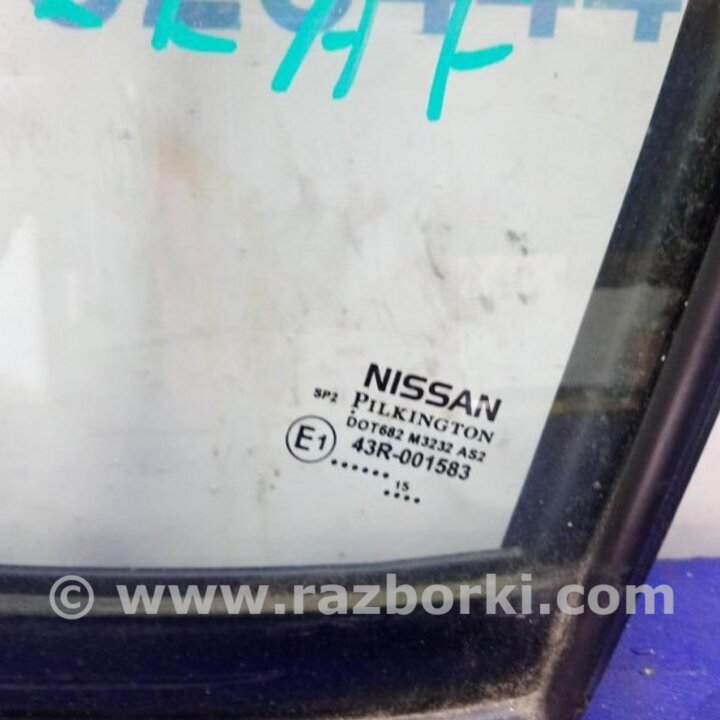 NISSAN
SP2 PILKINGTON
DOT682 M3232 AS2
E1 43R-001583
15
© www.razborki.com